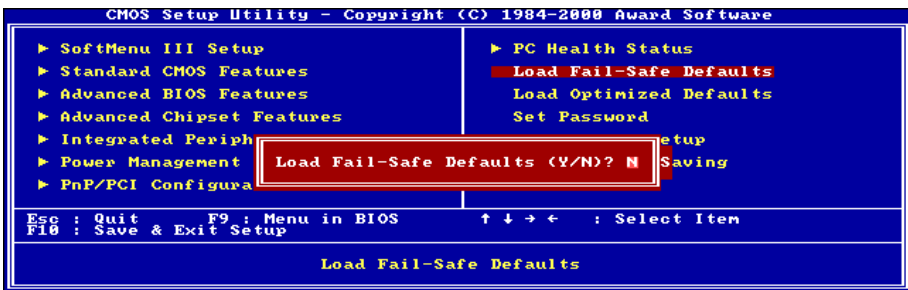 CMOS Setup Utility - Copyright (C) 1984-2000 Award Software
▶ SoftMenu III Setup
▶ Standard CMOS Features
▶ Advanced BIOS Features
▶ Advanced Chipset Features
▶ Integrated Periph
▶ Power Management
▶ PnP/PCI Configura
▶ PC Health Status
Load Fail-Safe Defaults
Load Optimized Defaults
Set Password
etup
Saving
Load Fail-Safe Defaults (Y/N)? N
Esc : Quit F9 : Menu in BIOS ↑ ↓ → ← : Select Item
F10 : Save & Exit Setup
Load Fail-Safe Defaults